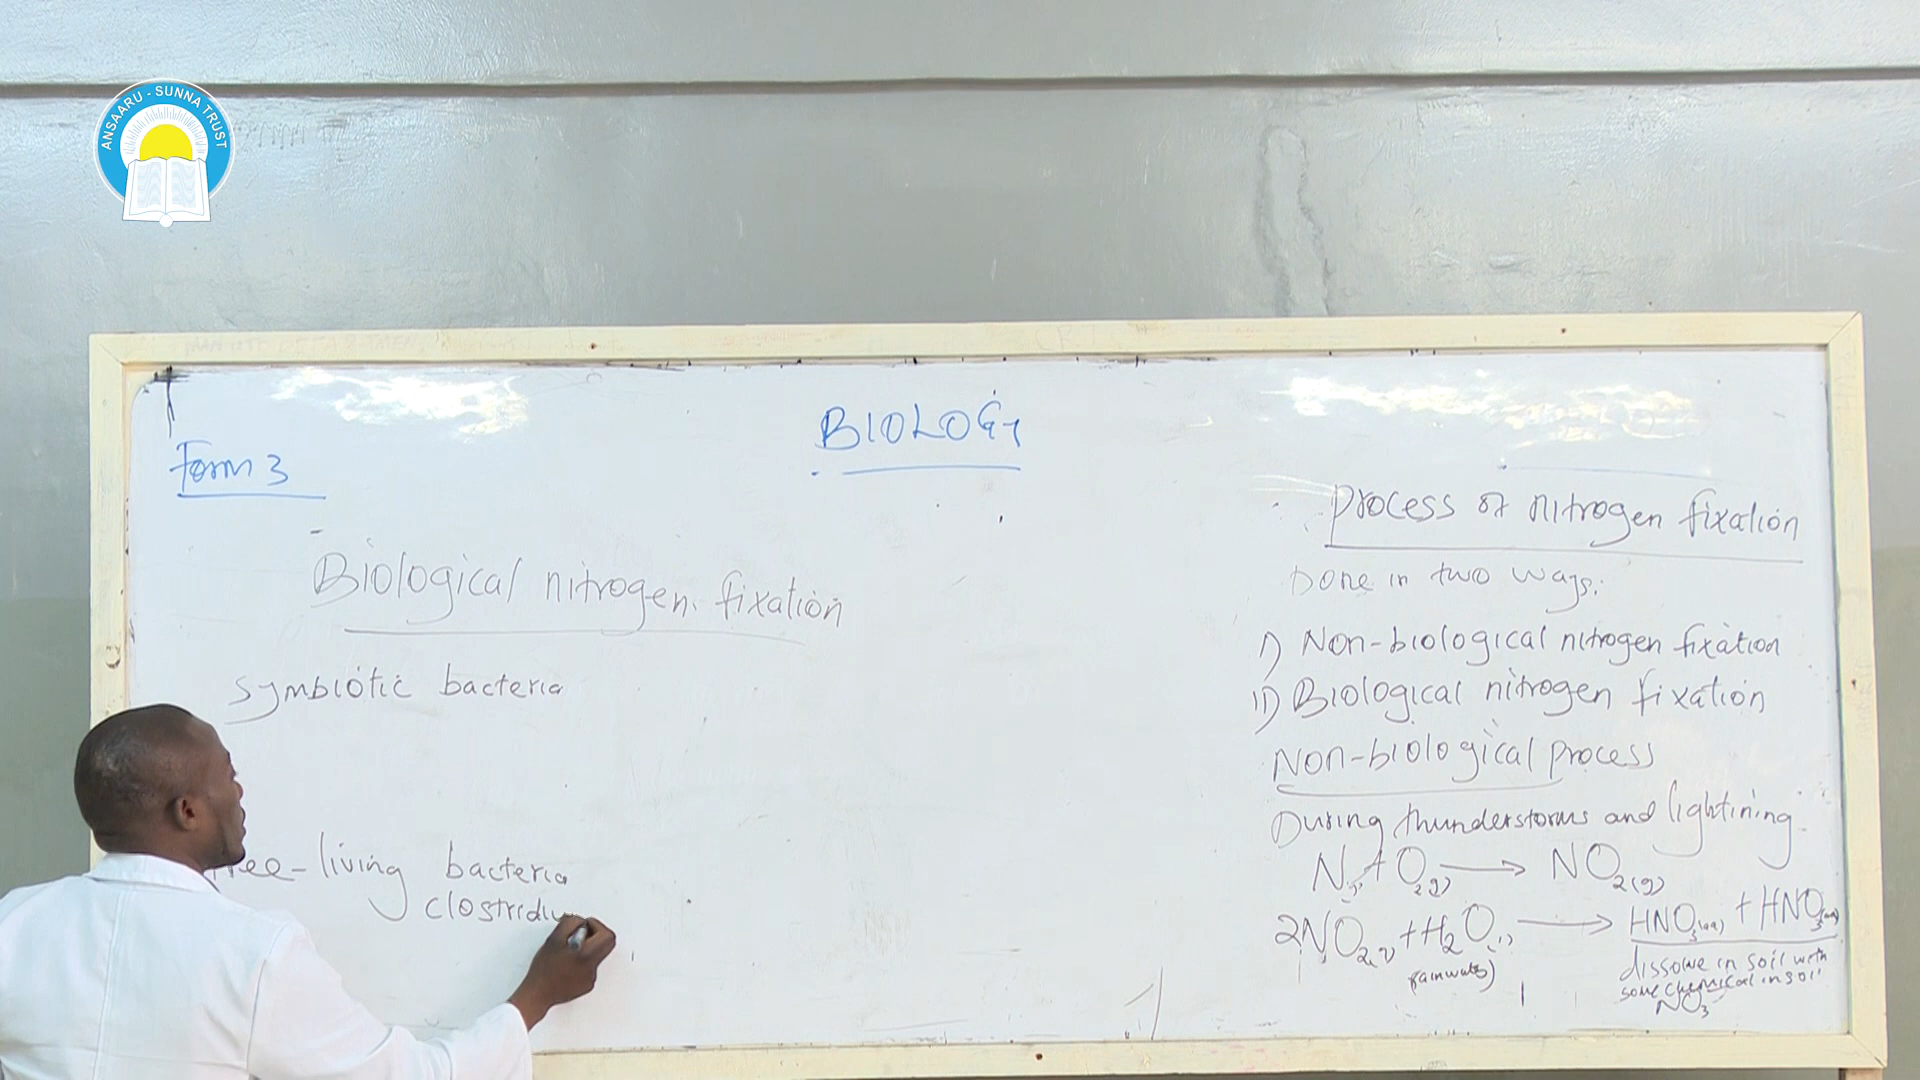 ANSAARU - SUNNA TRUST
BIOLOGY
Form 3
Biological nitrogen fixation
Symbiotic bacteria
free-living bacteria
clostridiu
Process of nitrogen fixation
Done in two ways:
i) Non-biological nitrogen fixation
ii) Biological nitrogen fixation
Non-biological process
During thunderstorms and lightining.
N2 + O2(g) → NO2(g)
2NO2(g) + H2O(l) → HNO3(aq) + HNO3(aq)
(rainwater)
dissolve in soil with
some chemical in soil
NO3